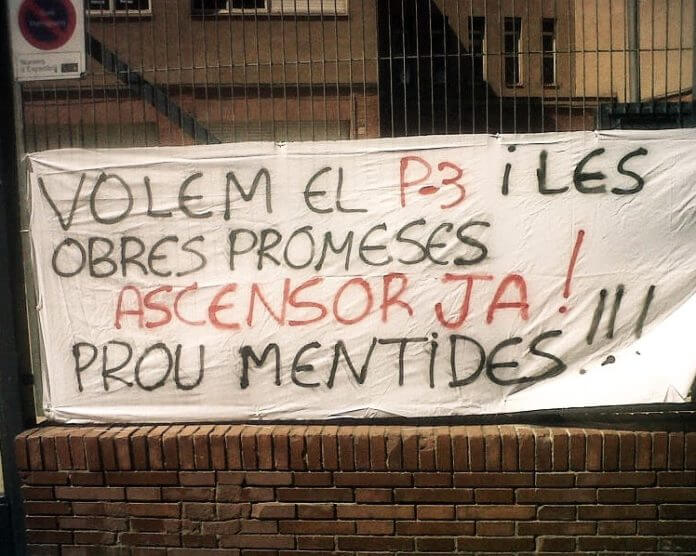 VOLEM EL P-3 i LES
OBRES PROMESES
ASCENSOR JA!
PROU MENTiDES!!!